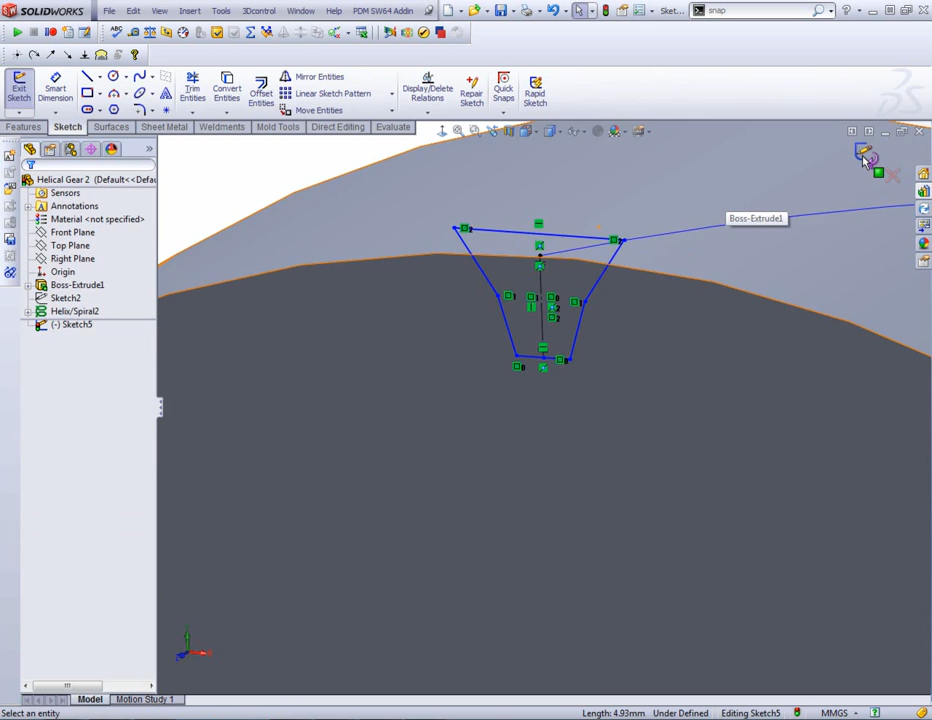 SOLIDWORKS File Edit View Insert Tools 3Dcontrol Window Help PDM SW64 Addin Sket... snap
Exit Sketch Smart Dimension Trim Entities Convert Entities Offset Entities Mirror Entities Linear Sketch Pattern Move Entities Display/Delete Relations Repair Sketch Quick Snaps Rapid Sketch
Features Sketch Surfaces Sheet Metal Weldments Mold Tools Direct Editing Evaluate
Helical Gear 2 (Default<<Defau
Sensors
Annotations
Material <not specified>
Front Plane
Top Plane
Right Plane
Origin
Boss-Extrude1
Sketch2
Helix/Spiral2
(-) Sketch5
Boss-Extrude1
Model Motion Study 1
Select an entity Length: 4.93mm Under Defined Editing Sketch5 MMGS